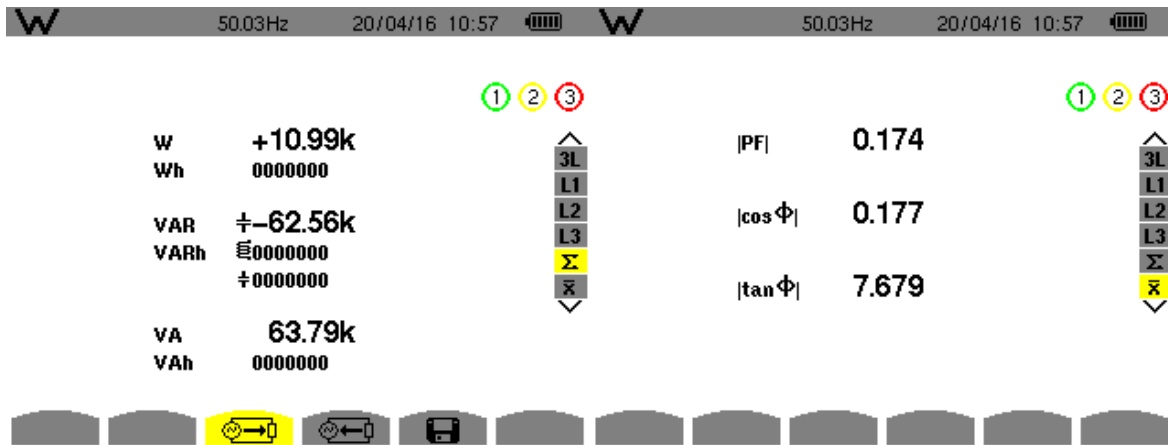 W 50.03Hz 20/04/16 10:57
1 2 3
W +10.99k
Wh 0000000
VAR ÷−62.56k
VARh 0000000
÷0000000
VA 63.79k
VAh 0000000
3L
L1
L2
L3
Σ
x̄
W 50.03Hz 20/04/16 10:57
1 2 3
|PF| 0.174
|cos Φ| 0.177
|tan Φ| 7.679
3L
L1
L2
L3
Σ
x̄